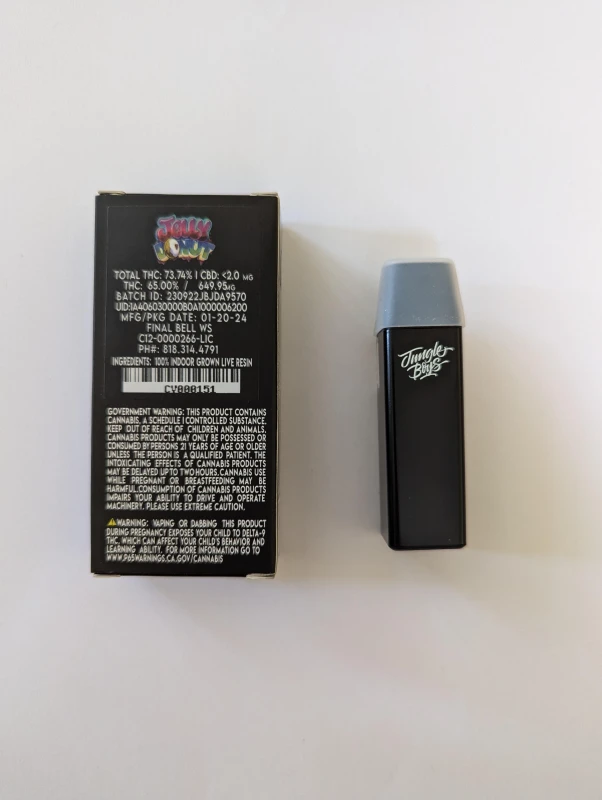 JELLY
DONUT
TOTAL THC: 73.74% | CBD: <2.0 MG
THC: 65.00% / 649.95MG
BATCH ID: 230922JBJDA9570
UID:1A406030000B0A1000006200
MFG/PKG DATE: 01-20-24
FINAL BELL WS
C12-0000266-LIC
PH#: 818.314.4791
INGREDIENTS: 100% INDOOR GROWN LIVE RESIN
CY000151
GOVERNMENT WARNING: THIS PRODUCT CONTAINS
CANNABIS, A SCHEDULE I CONTROLLED SUBSTANCE.
KEEP OUT OF REACH OF CHILDREN AND ANIMALS.
CANNABIS PRODUCTS MAY ONLY BE POSSESSED OR
CONSUMED BY PERSONS 21 YEARS OF AGE OR OLDER
UNLESS THE PERSON IS A QUALIFIED PATIENT. THE
INTOXICATING EFFECTS OF CANNABIS PRODUCTS
MAY BE DELAYED UP TO TWO HOURS.CANNABIS USE
WHILE PREGNANT OR BREASTFEEDING MAY BE
HARMFUL.CONSUMPTION OF CANNABIS PRODUCTS
IMPAIRS YOUR ABILITY TO DRIVE AND OPERATE
MACHINERY. PLEASE USE EXTREME CAUTION.
⚠WARNING: VAPING OR DABBING THIS PRODUCT
DURING PREGNANCY EXPOSES YOUR CHILD TO DELTA-9
THC, WHICH CAN AFFECT YOUR CHILD'S BEHAVIOR AND
LEARNING ABILITY. FOR MORE INFORMATION GO TO
WWW.P65WARNINGS.CA.GOV/CANNABIS
Jungle
Boys